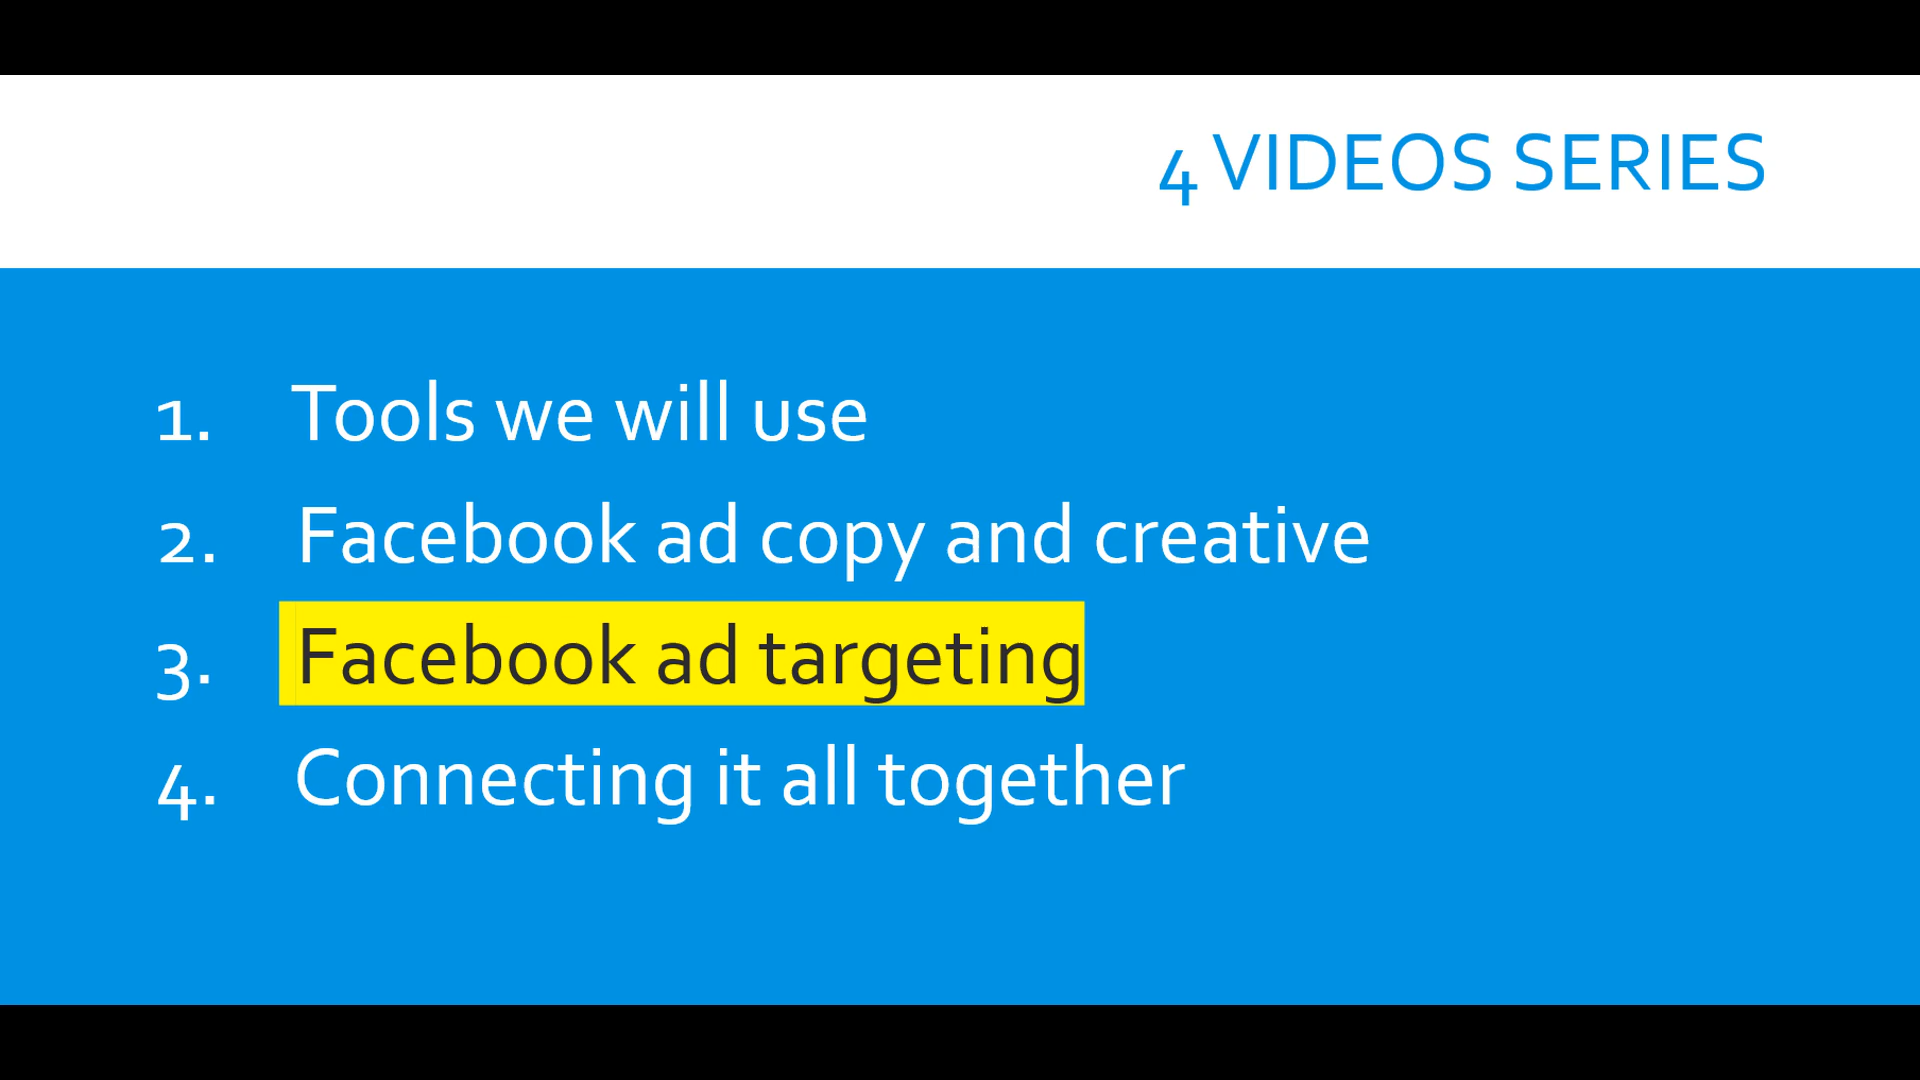 4 VIDEOS SERIES
1. Tools we will use
2. Facebook ad copy and creative
3. Facebook ad targeting
4. Connecting it all together